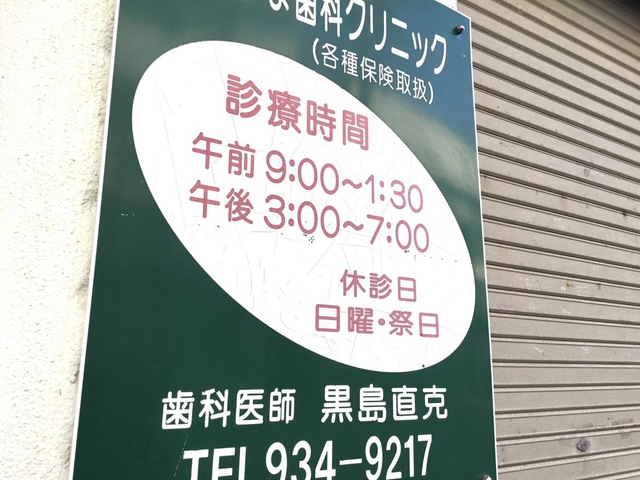 歯科クリニック
(各種保険取扱)
診療時間
午前 9:00〜1:30
午後 3:00〜7:00
休診日
日曜・祭日
歯科医師 黒島直克
TEL 934-9217